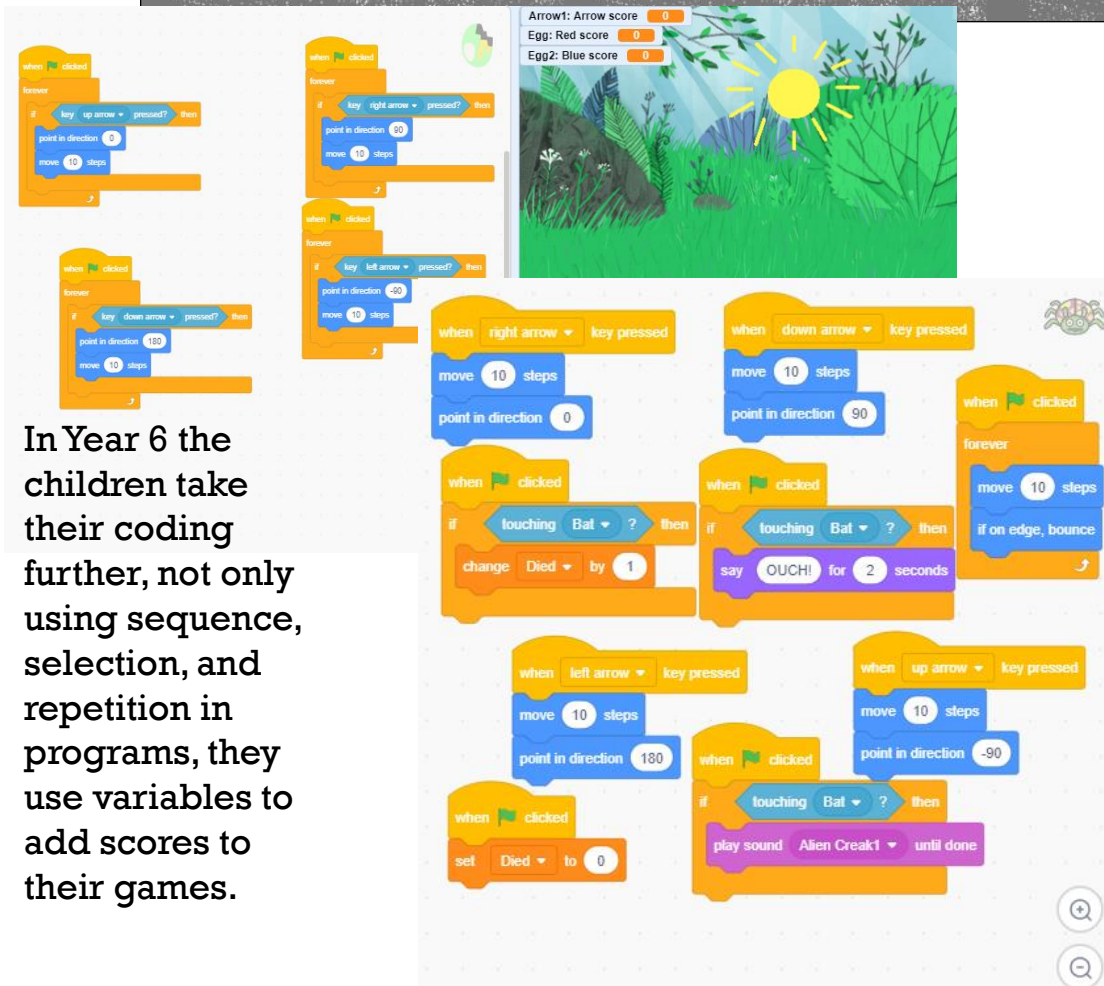 when clicked
forever
if key up arrow pressed? then
point in direction 0
move 10 steps
when clicked
forever
if key right arrow pressed? then
point in direction 90
move 10 steps
when clicked
forever
if key down arrow pressed? then
point in direction 180
move 10 steps
when clicked
forever
if key left arrow pressed? then
point in direction -90
move 10 steps
Arrow1: Arrow score 0
Egg: Red score 0
Egg2: Blue score 0
In Year 6 the
children take
their coding
further, not only
using sequence,
selection, and
repetition in
programs, they
use variables to
add scores to
their games.
when right arrow key pressed
move 10 steps
point in direction 0
when down arrow key pressed
move 10 steps
point in direction 90
when clicked
forever
move 10 steps
if on edge, bounce
when clicked
if touching Bat ? then
change Died by 1
when clicked
if touching Bat ? then
say OUCH! for 2 seconds
when left arrow key pressed
move 10 steps
point in direction 180
when up arrow key pressed
move 10 steps
point in direction -90
when clicked
set Died to 0
when clicked
if touching Bat ? then
play sound Alien Creak1 until done